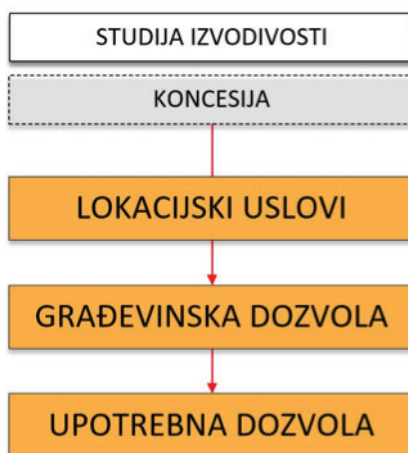 STUDIJA IZVODIVOSTI
KONCESIJA
LOKACIJSKI USLOVI
GRAĐEVINSKA DOZVOLA
UPOTREBNA DOZVOLA